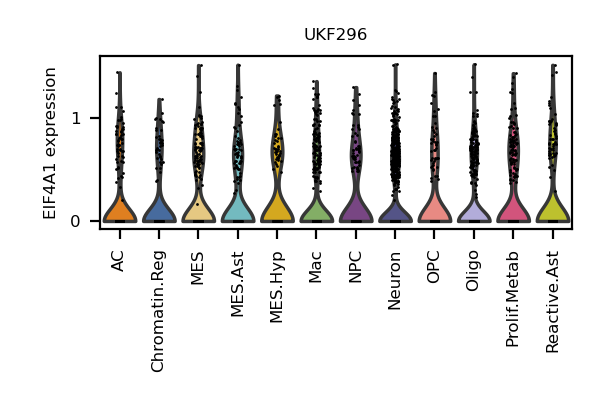 UKF296
EIF4A1 expression
1
0
AC
Chromatin.Reg
MES
MES.Ast
MES.Hyp
Mac
NPC
Neuron
OPC
Oligo
Prolif.Metab
Reactive.Ast